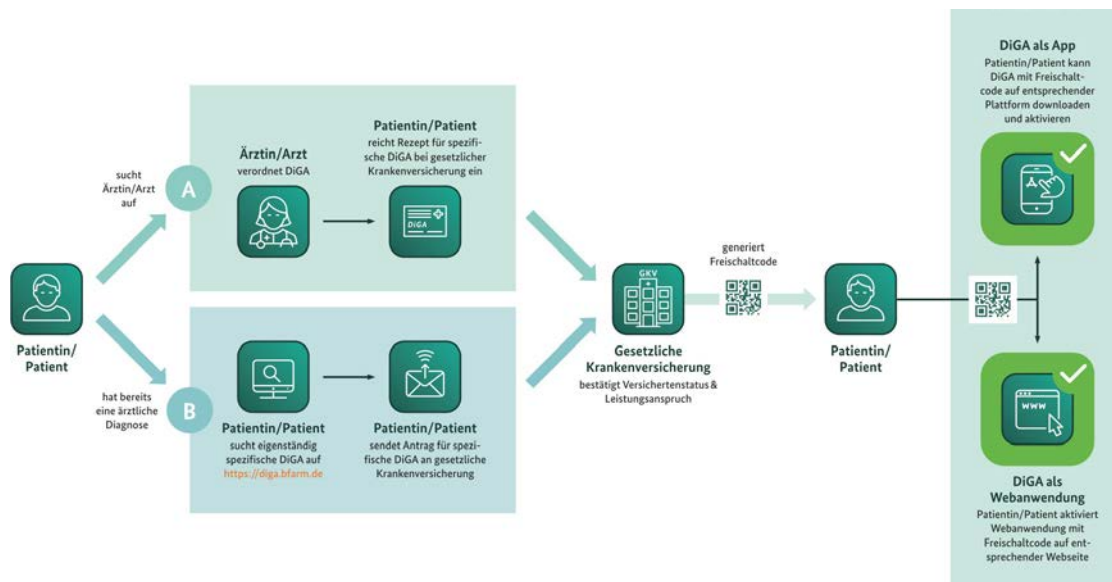 Patientin/
Patient
sucht
Ärztin/Arzt
auf
A
Ärztin/Arzt
verordnet DiGA
Patientin/Patient
reicht Rezept für spezifi-
sche DiGA bei gesetzlicher
Krankenversicherung ein
DiGA
hat bereits
eine ärztliche
Diagnose
B
Patientin/Patient
sucht eigenständig
spezifische DiGA auf
https://diga.bfarm.de
Patientin/Patient
sendet Antrag für spezi-
fische DiGA an gesetzliche
Krankenversicherung
GKV
Gesetzliche
Krankenversicherung
bestätigt Versichertenstatus &
Leistungsanspruch
generiert
Freischaltcode
Patientin/
Patient
DiGA als App
Patientin/Patient kann
DiGA mit Freischalt-
code auf entsprechender
Plattform downloaden
und aktivieren
www
DiGA als
Webanwendung
Patientin/Patient aktiviert
Webanwendung mit
Freischaltcode auf ent-
sprechender Webseite